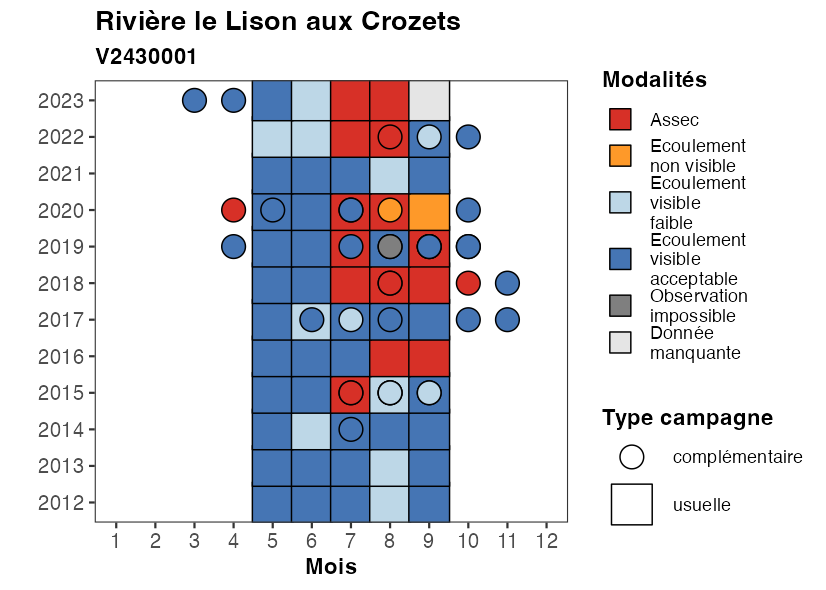 Rivière le Lison aux Crozets
V2430001
2023
2022
2021
2020
2019
2018
2017
2016
2015
2014
2013
2012
1 2 3 4 5 6 7 8 9 10 11 12
Mois
Modalités
Assec
Ecoulement
non visible
Ecoulement
visible
faible
Ecoulement
visible
acceptable
Observation
impossible
Donnée
manquante
Type campagne
complémentaire
usuelle